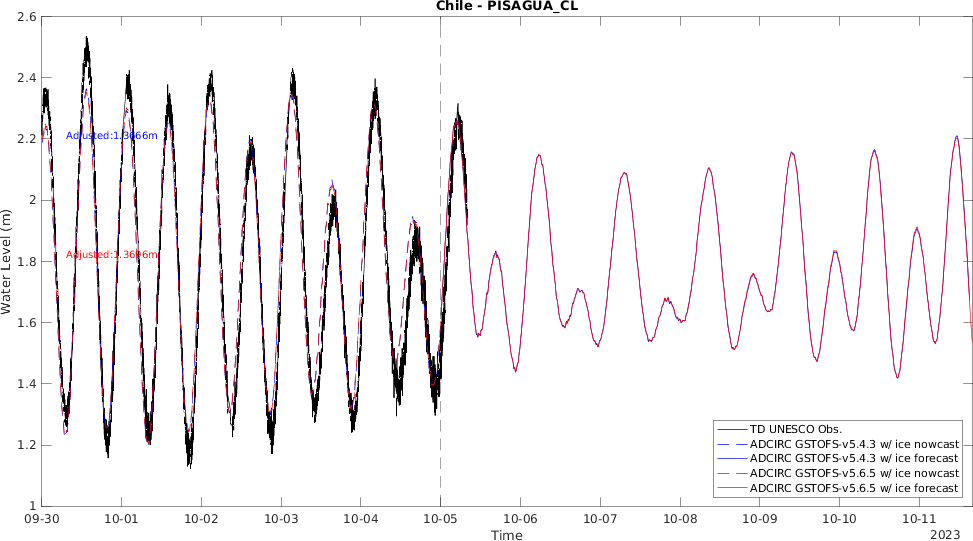 Chile - PISAGUA_CL
2.6
2.4
2.2
2
1.8
1.6
1.4
1.2
1
Water Level (m)
Adjusted:1.3666m
Adjusted:1.3696m
TD UNESCO Obs.
ADCIRC GSTOFS-v5.4.3 w/ ice nowcast
ADCIRC GSTOFS-v5.4.3 w/ ice forecast
ADCIRC GSTOFS-v5.6.5 w/ ice nowcast
ADCIRC GSTOFS-v5.6.5 w/ ice forecast
09-30 10-01 10-02 10-03 10-04 10-05 10-06 10-07 10-08 10-09 10-10 10-11
2023
Time